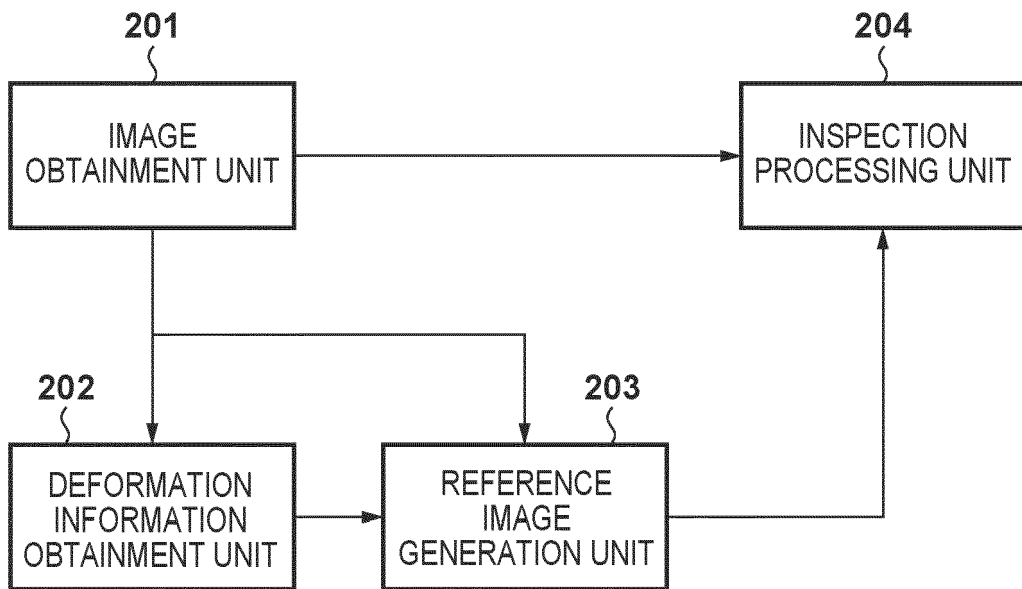 201
IMAGE
OBTAINMENT UNIT
204
INSPECTION
PROCESSING UNIT
202
DEFORMATION
INFORMATION
OBTAINMENT UNIT
203
REFERENCE
IMAGE
GENERATION UNIT